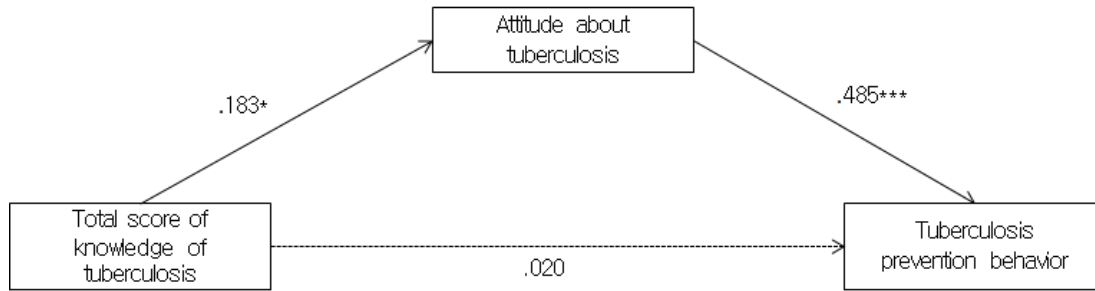 Attitude about
tuberculosis
.183*
.485***
Total score of
knowledge of
tuberculosis
.020
Tuberculosis
prevention behavior